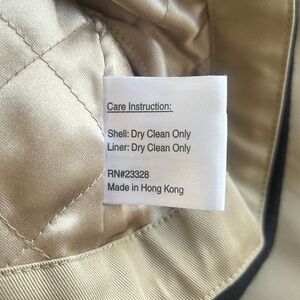 Care Instruction:
Shell: Dry Clean Only
Liner: Dry Clean Only
RN#23328
Made in Hong Kong